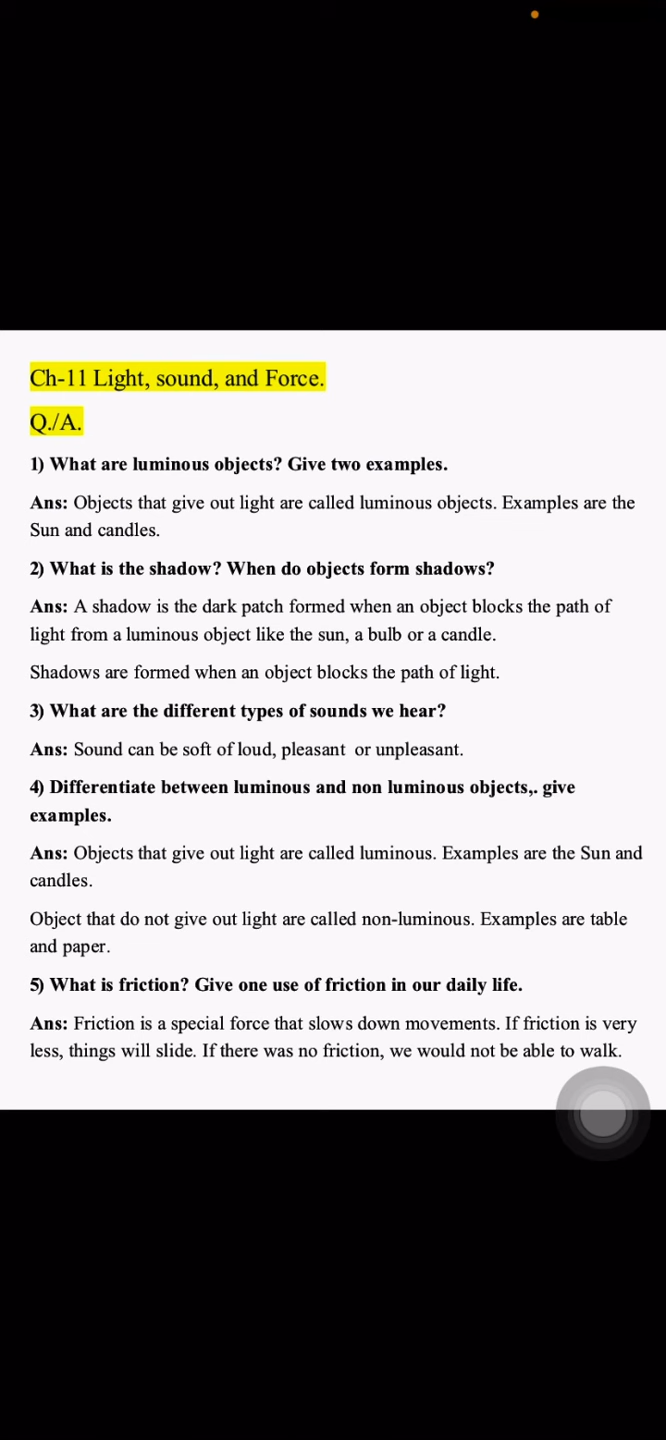 Ch-11 Light, sound, and Force.
Q./A.
1) What are luminous objects? Give two examples.
Ans: Objects that give out light are called luminous objects. Examples are the
Sun and candles.
2) What is the shadow? When do objects form shadows?
Ans: A shadow is the dark patch formed when an object blocks the path of
light from a luminous object like the sun, a bulb or a candle.
Shadows are formed when an object blocks the path of light.
3) What are the different types of sounds we hear?
Ans: Sound can be soft of loud, pleasant or unpleasant.
4) Differentiate between luminous and non luminous objects,. give
examples.
Ans: Objects that give out light are called luminous. Examples are the Sun and
candles.
Object that do not give out light are called non-luminous. Examples are table
and paper.
5) What is friction? Give one use of friction in our daily life.
Ans: Friction is a special force that slows down movements. If friction is very
less, things will slide. If there was no friction, we would not be able to walk.